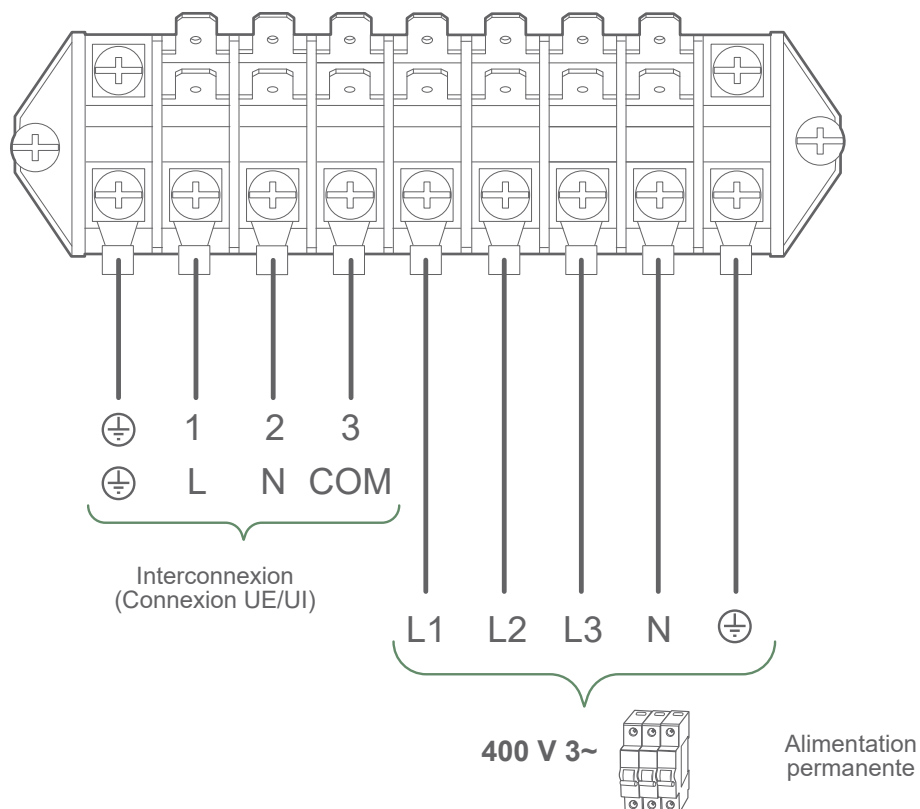 1 2 3
L N COM
Interconnexion
(Connexion UE/UI)
L1 L2 L3 N
400 V 3~
Alimentation
permanente